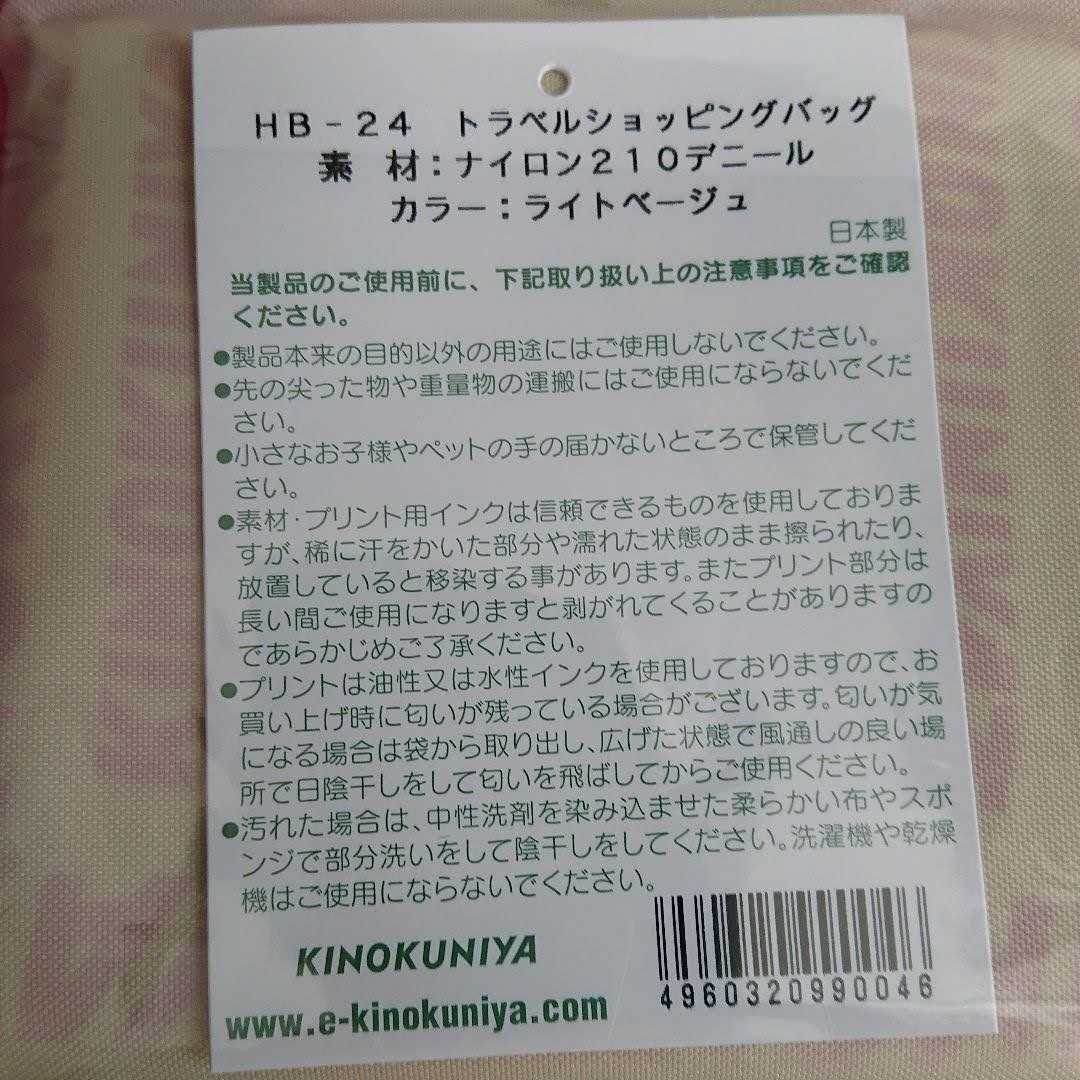 HB-24 トラベルショッピングバッグ
素 材：ナイロン210デニール
カラー：ライトベージュ
日本製
当製品のご使用前に、下記取り扱い上の注意事項をご確認
ください。
●製品本来の目的以外の用途にはご使用しないでください。
●先の尖った物や重量物の運搬にはご使用にならないでくだ
さい。
●小さなお子様やペットの手の届かないところで保管してくだ
さい。
●素材・プリント用インクは信頼できるものを使用しておりま
すが、稀に汗をかいた部分や濡れた状態のまま擦られたり、
放置していると移染する事があります。またプリント部分は
長い間ご使用になりますと剥がれてくることがありますの
であらかじめご了承ください。
●プリントは油性又は水性インクを使用しておりますので、お
買い上げ時に匂いが残っている場合がございます。匂いが気
になる場合は袋から取り出し、広げた状態で風通しの良い場
所で日陰干しをして匂いを飛ばしてからご使用ください。
●汚れた場合は、中性洗剤を染み込ませた柔らかい布やスポ
ンジで部分洗いをして陰干しをしてください。洗濯機や乾燥
機はご使用にならないでください。
KINOKUNIYA
www.e-kinokuniya.com
4960320990046